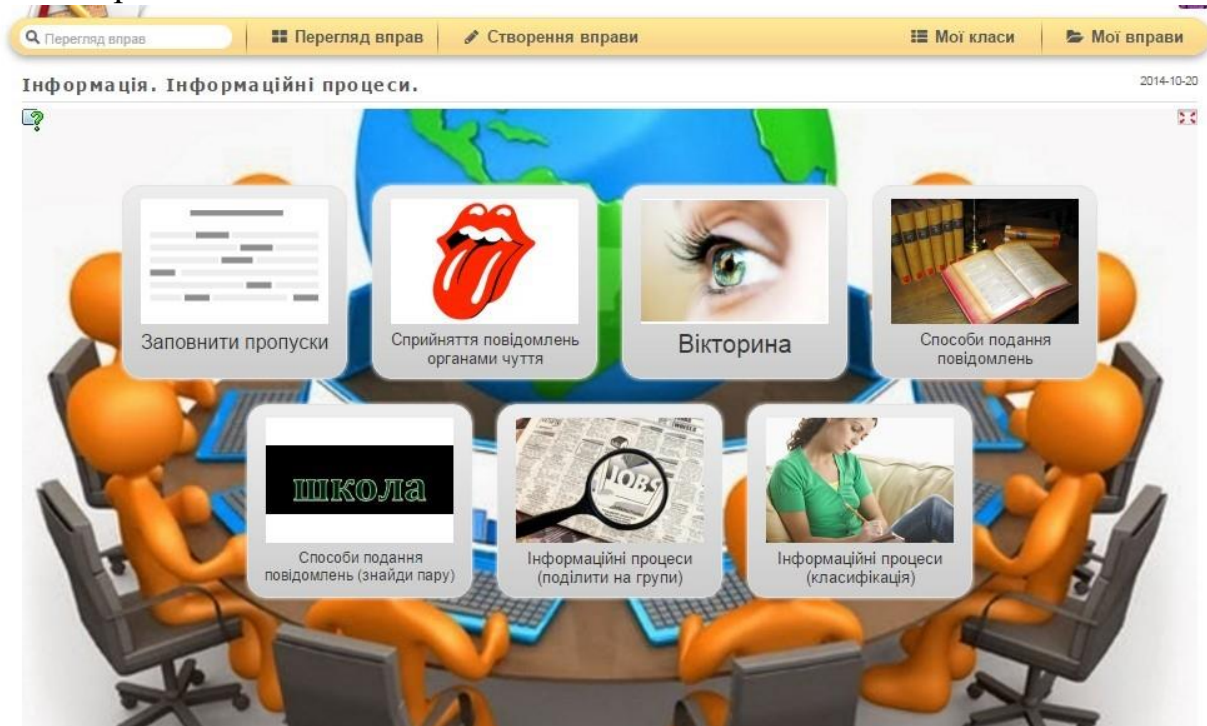 Перегляд вправ
Перегляд вправ
Створення вправи
Мої класи
Мої вправи
Інформація. Інформаційні процеси.
2014-10-20
Заповнити пропуски
Сприйняття повідомлень
органами чуття
Вікторина
Способи подання
повідомлень
школа
Способи подання
повідомлень (знайди пару)
JOBS
Інформаційні процеси
(поділити на групи)
Інформаційні процеси
(класифікація)